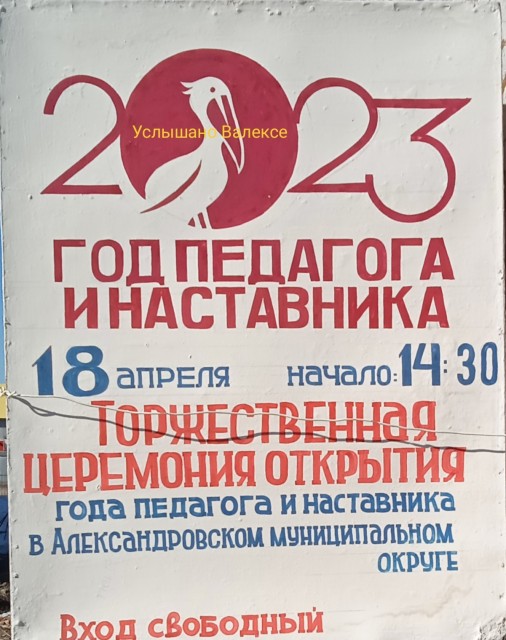 2023
Услышано Валексе
ГОД ПЕДАГОГА
И НАСТАВНИКА
18 АПРЕЛЯ НАЧАЛО: 14:30
ТОРЖЕСТВЕННАЯ
ЦЕРЕМОНИЯ ОТКРЫТИЯ
ГОДА ПЕДАГОГА И НАСТАВНИКА
В АЛЕКСАНДРОВСКОМ МУНИЦИПАЛЬНОМ
ОКРУГЕ
ВХОД СВОБОДНЫЙ